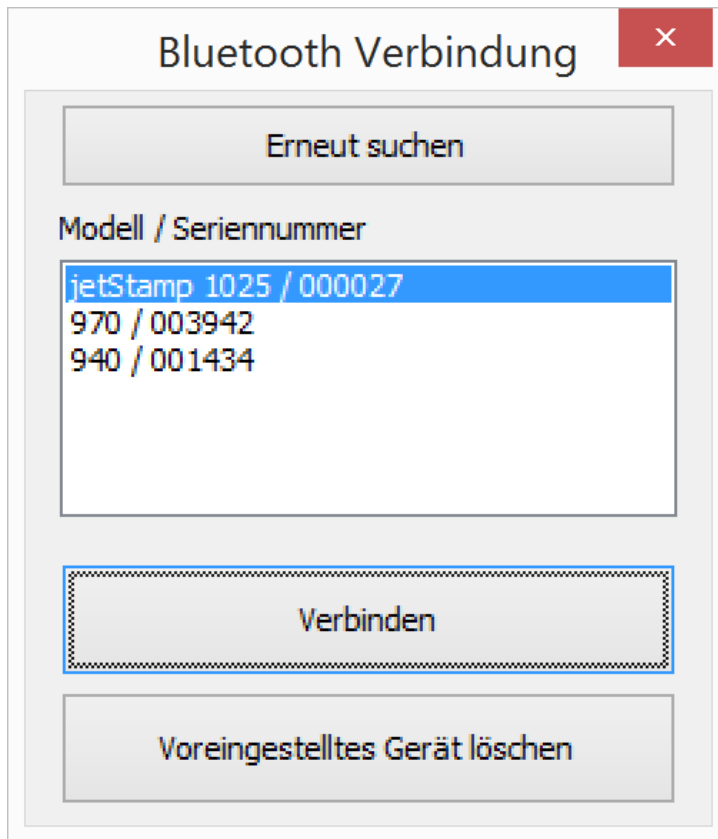 Bluetooth Verbindung
Erneut suchen
Modell / Seriennummer
jetStamp 1025 / 000027
970 / 003942
940 / 001434
Verbinden
Voreingestelltes Gerät löschen